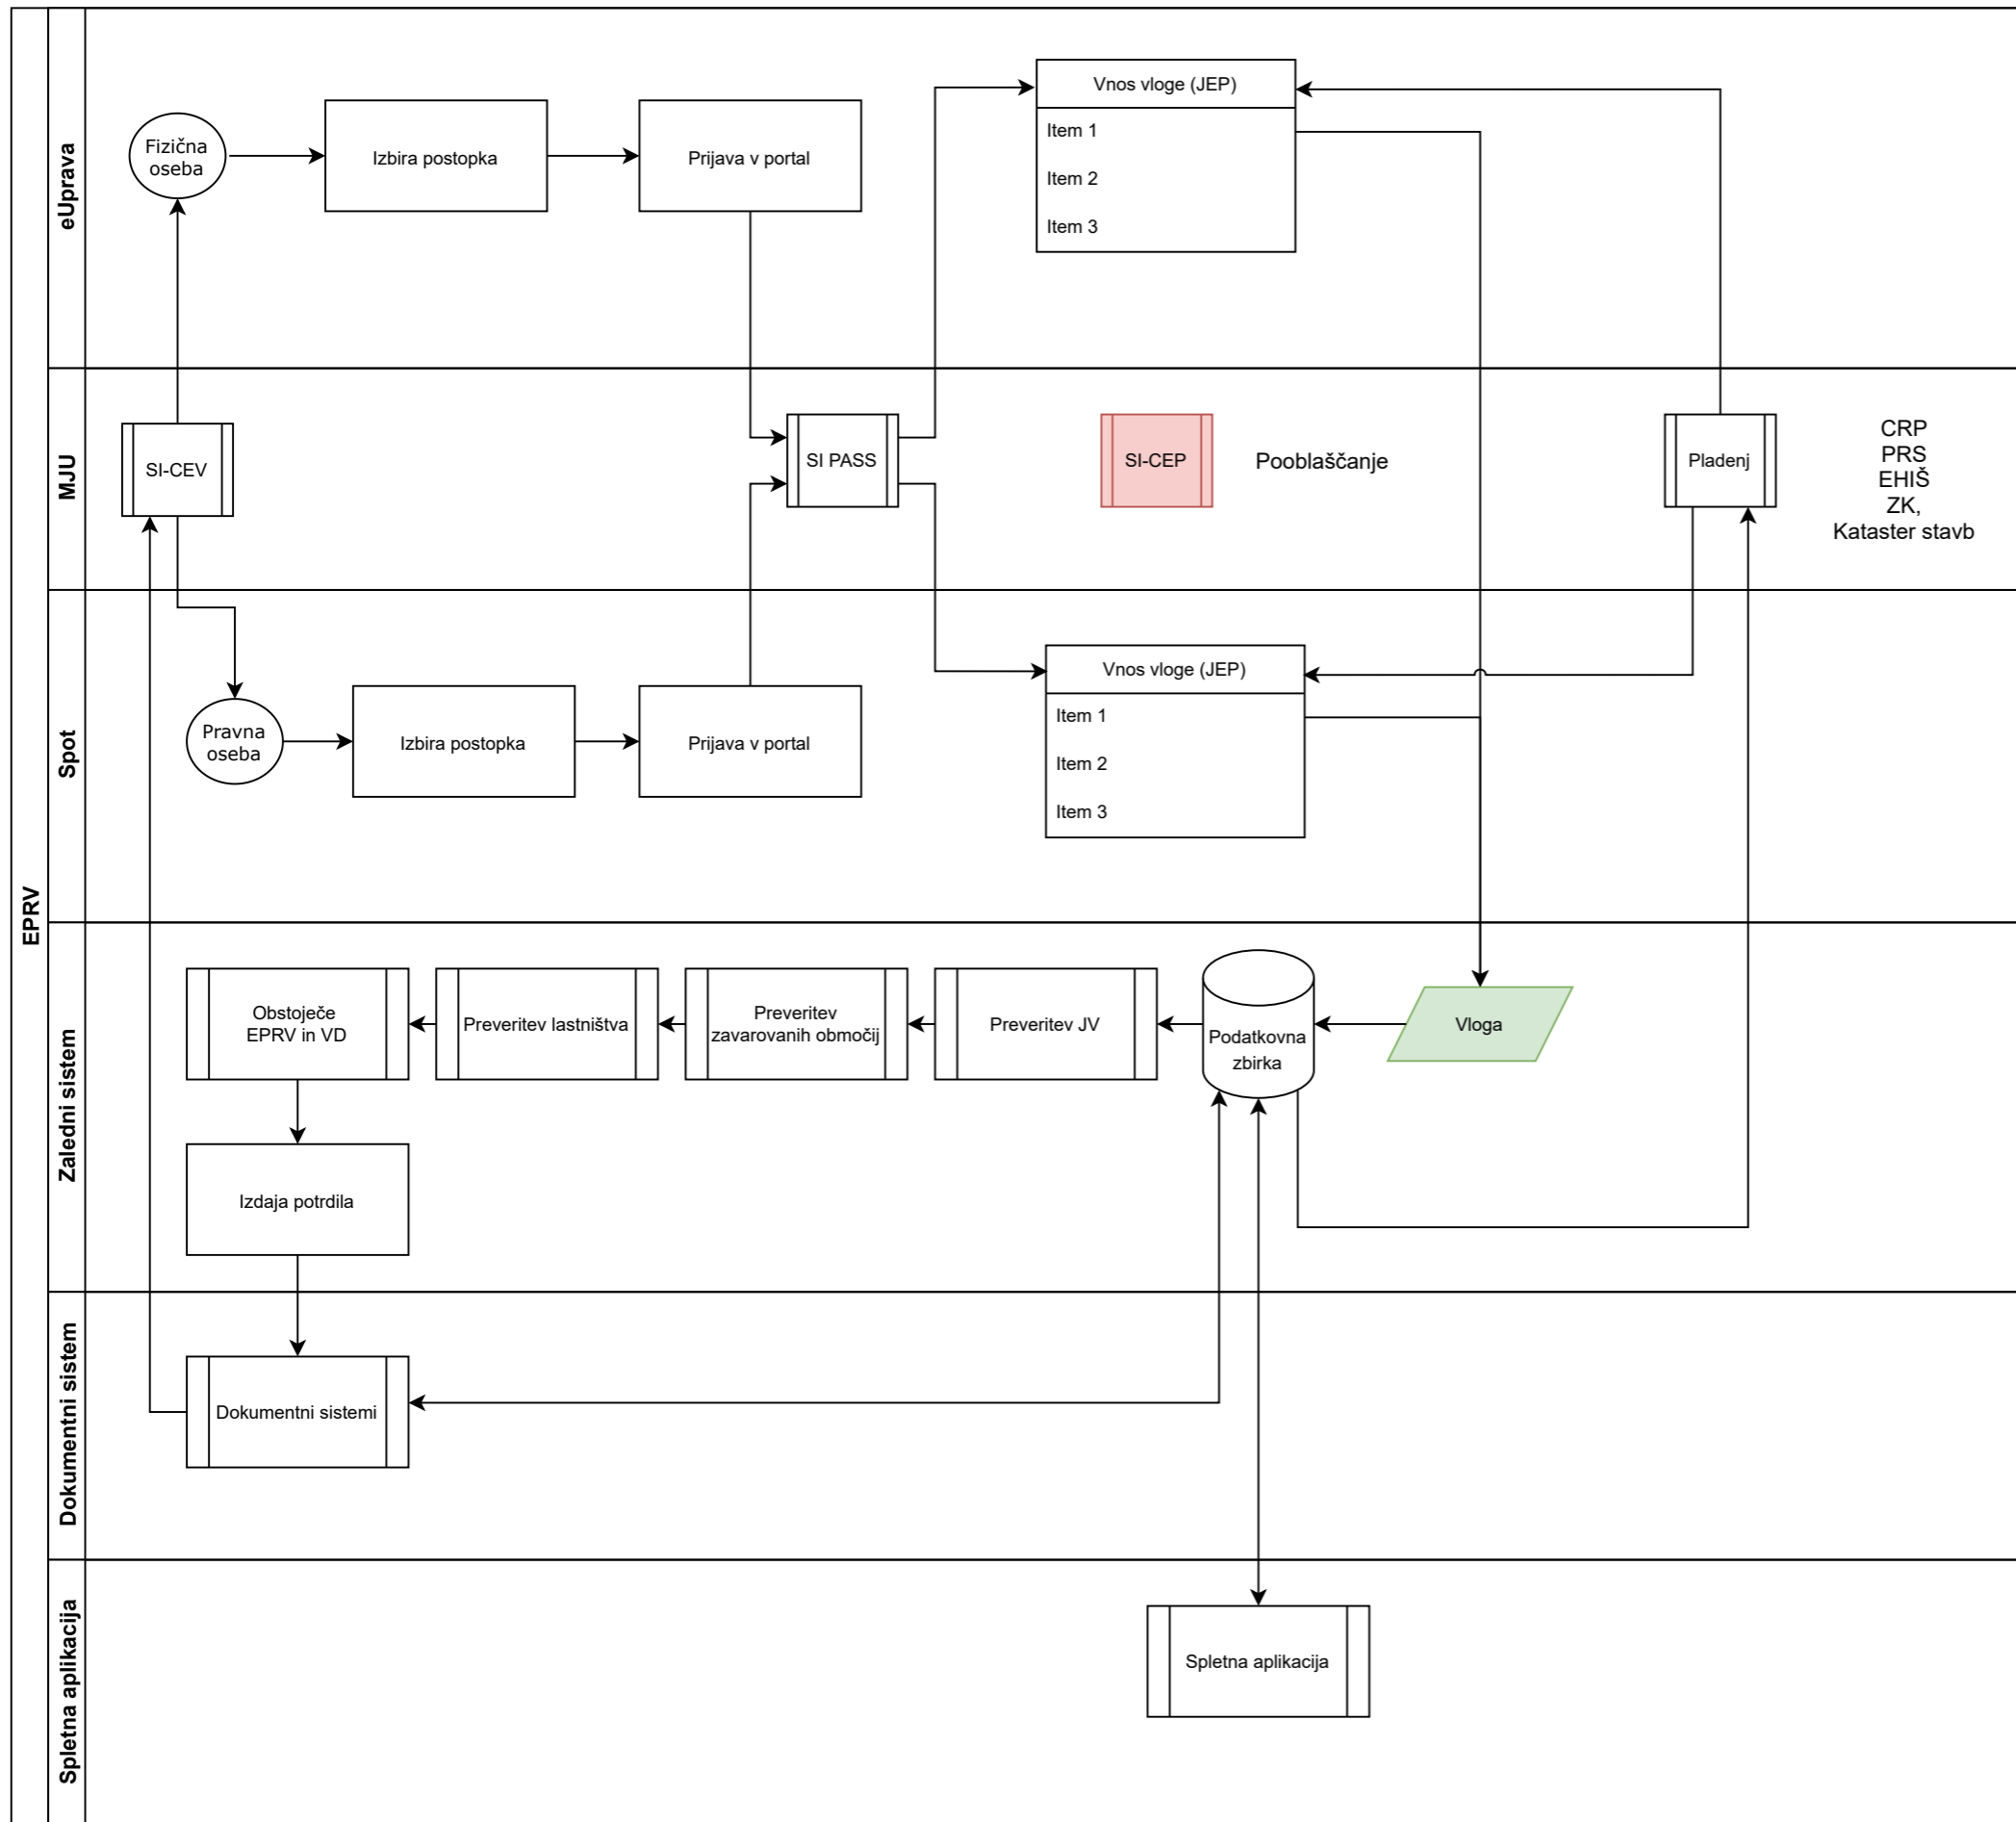 EPRV
eUprava
Fizična
oseba
Izbira postopka
Prijava v portal
Vnos vloge (JEP)
Item 1
Item 2
Item 3
MJU
SI-CEV
SI PASS
SI-CEP
Pooblaščanje
Pladenj
CRP
PRS
EHIŠ
ZK,
Kataster stavb
Spot
Pravna
oseba
Izbira postopka
Prijava v portal
Vnos vloge (JEP)
Item 1
Item 2
Item 3
Zaledni sistem
Obstoječe
EPRV in VD
Preveritev lastništva
Preveritev
zavarovanih območij
Preveritev JV
Podatkovna
zbirka
Vloga
Izdaja potrdila
Dokumentni sistem
Dokumentni sistemi
Spletna aplikacija
Spletna aplikacija